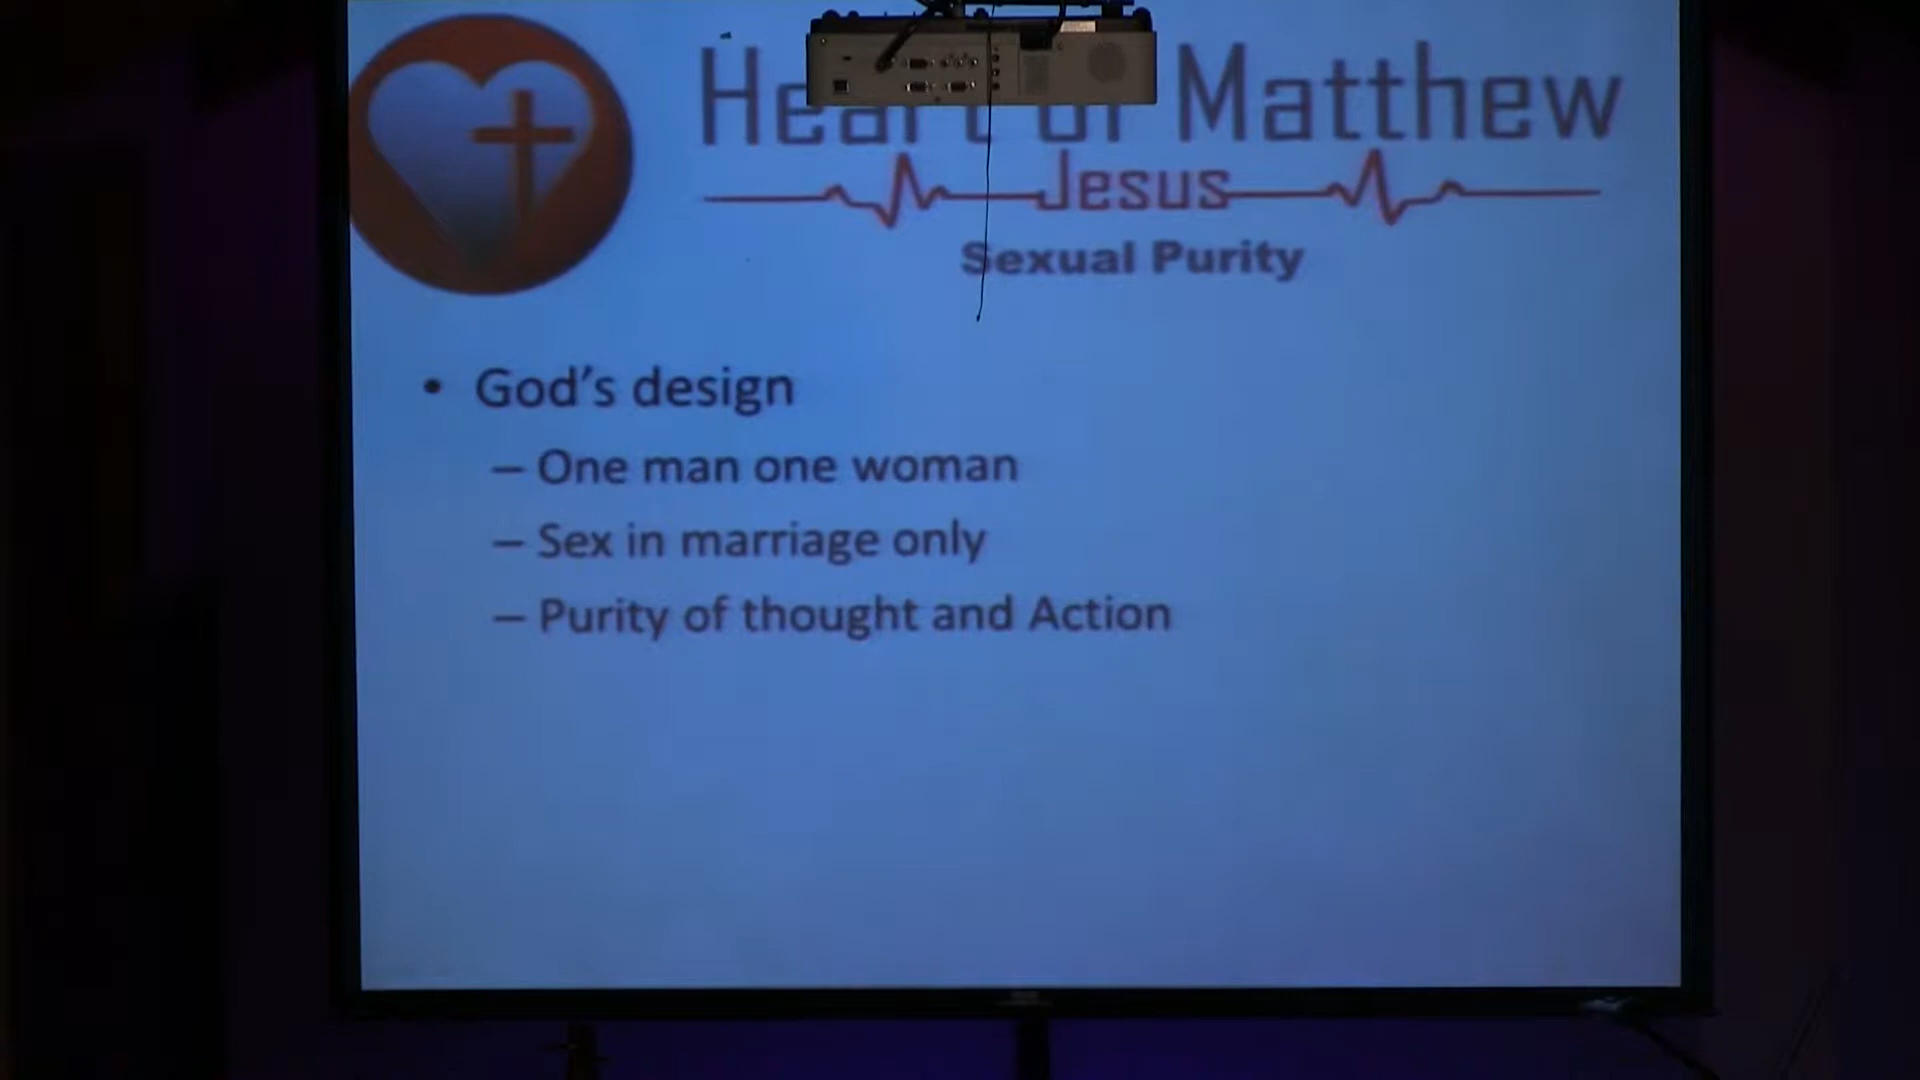 Heart of Matthew
Jesus
Sexual Purity
• God's design
– One man one woman
– Sex in marriage only
– Purity of thought and Action